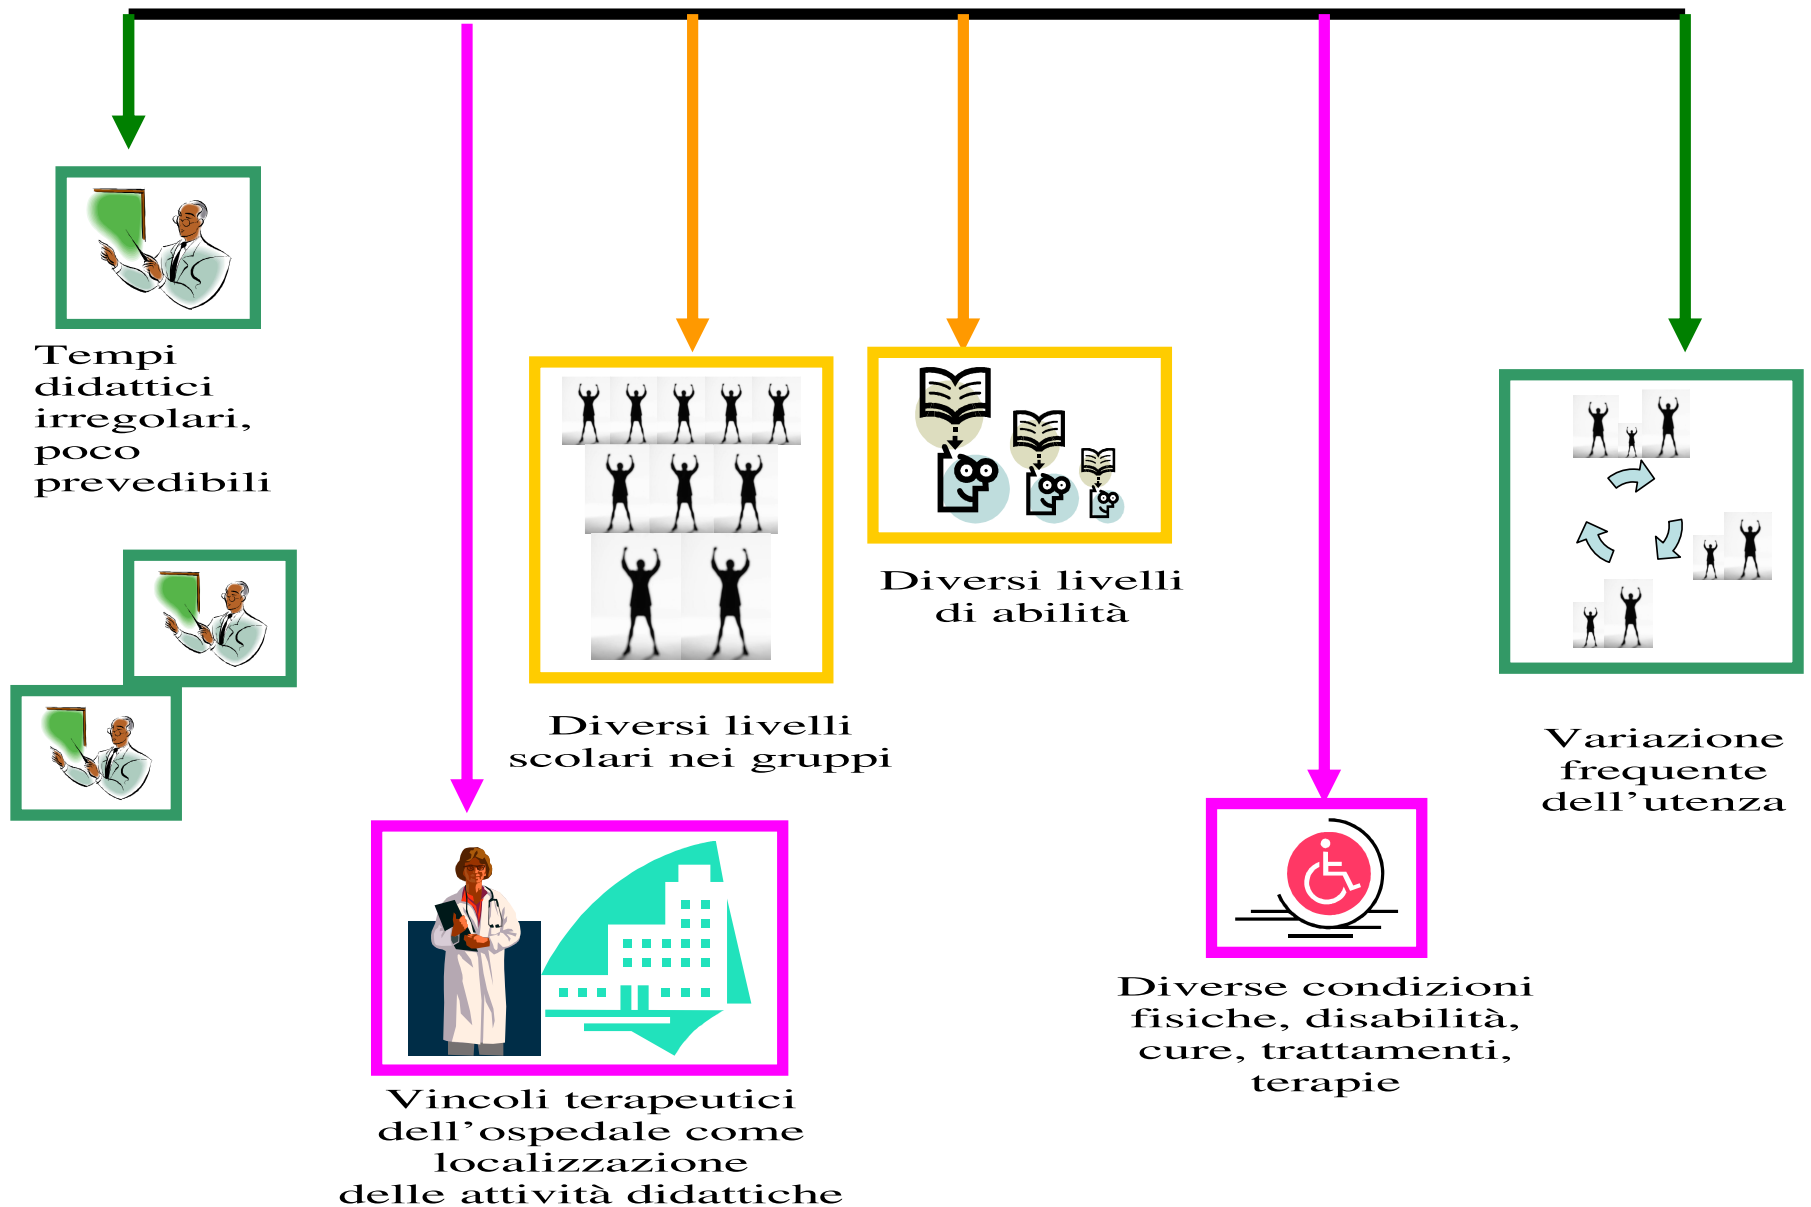 Tempi
didattici
irregolari,
poco
prevedibili
Diversi livelli
scolari nei gruppi
Diversi livelli
di abilità
Variazione
frequente
dell’utenza
Vincoli terapeutici
dell’ospedale come
localizzazione
delle attività didattiche
Diverse condizioni
fisiche, disabilità,
cure, trattamenti,
terapie